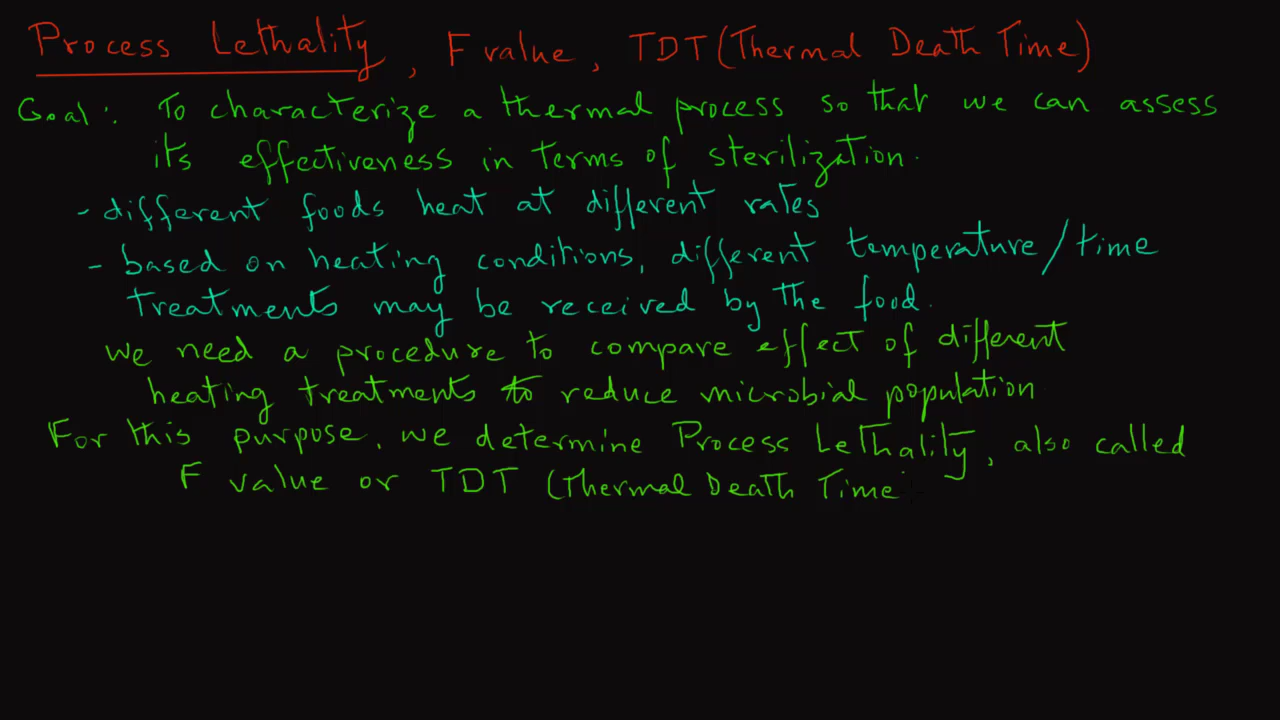 Process Lethality, F value, TDT (Thermal Death Time)
Goal: To characterize a thermal process so that we can assess
its effectiveness in terms of sterilization.
- different foods heat at different rates
- based on heating conditions, different temperature/time
treatments may be received by the food.
We need a procedure to compare effect of different
heating treatments to reduce microbial population
For this purpose, we determine Process Lethality, also called
F value or TDT (Thermal Death Time